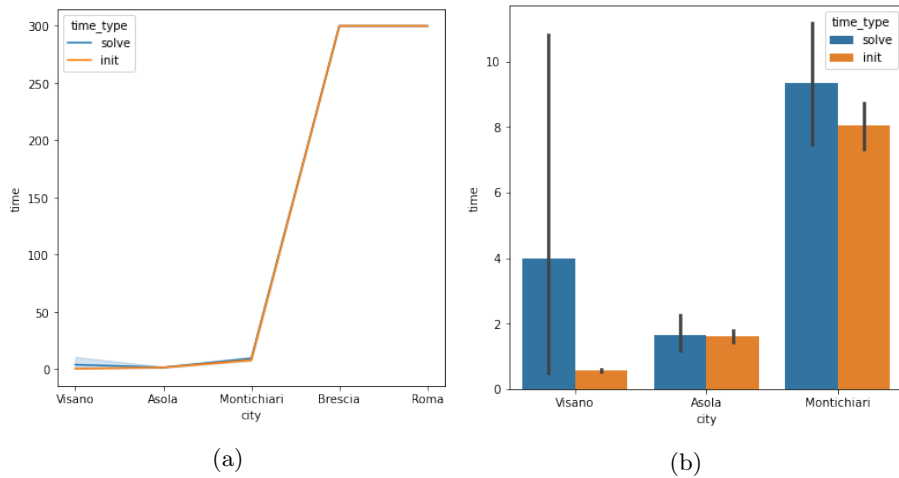 time_type
solve
init
300
250
200
150
100
50
0
time
Visano Asola Montichiari Brescia Roma
city
(a)
time_type
solve
init
10
8
6
4
2
0
time
Visano Asola Montichiari
city
(b)